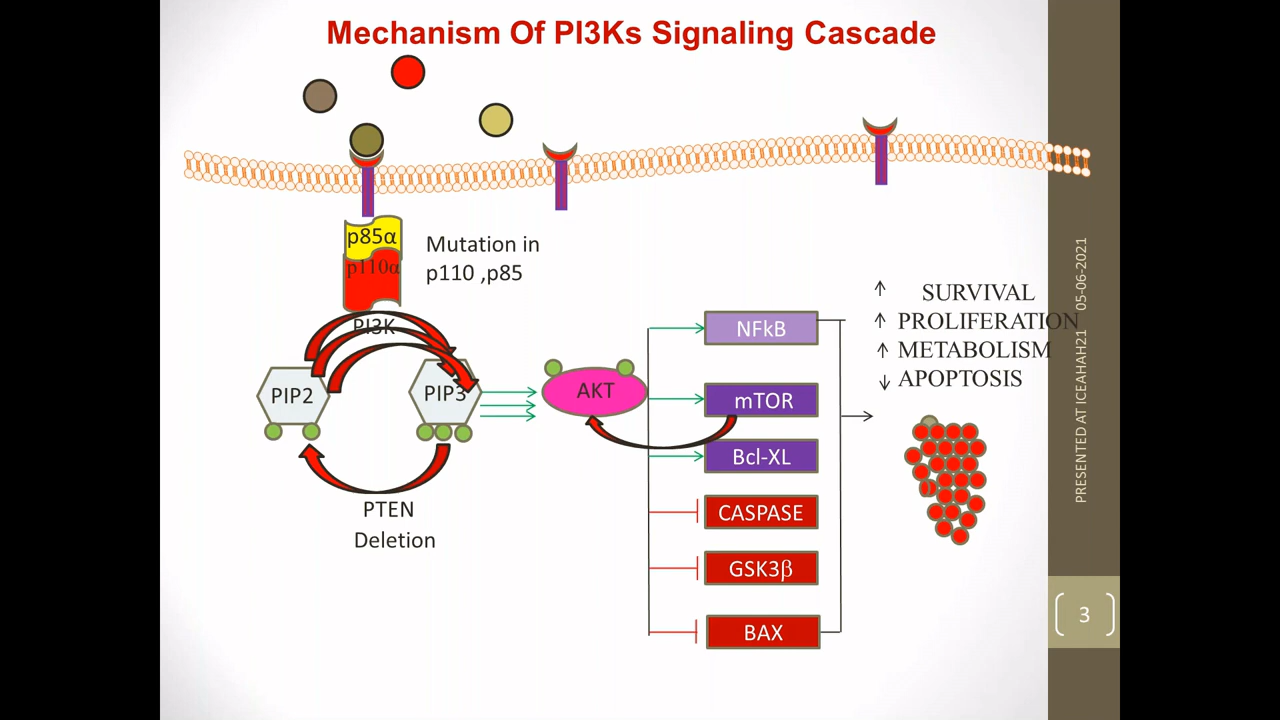 Mechanism Of PI3Ks Signaling Cascade
p85α
p110α
Mutation in
p110 ,p85
PI3K
PIP2
PIP3
AKT
PTEN
Deletion
NFkB
mTOR
Bcl-XL
CASPASE
GSK3β
BAX
SURVIVAL
PROLIFERATION
METABOLISM
APOPTOSIS
PRESENTED AT ICEAHAH21 05-06-2021
3